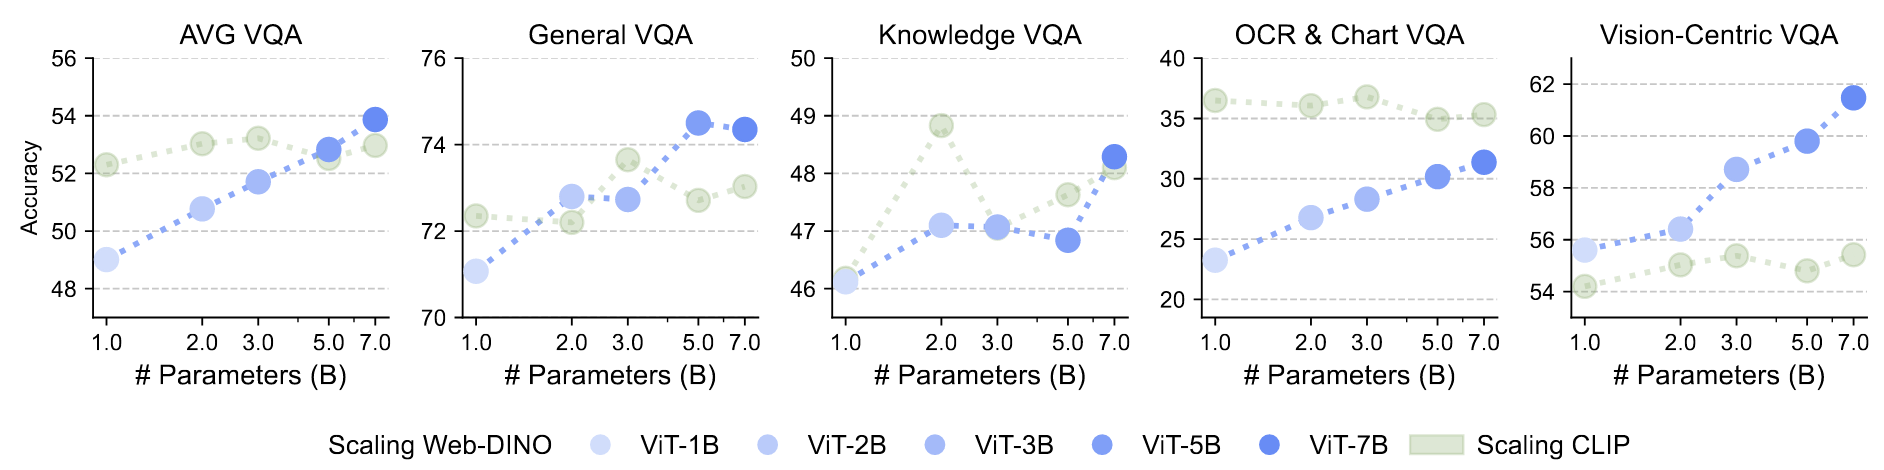 AVG VQA
General VQA
Knowledge VQA
OCR & Chart VQA
Vision-Centric VQA
Accuracy
56
54
52
50
48
1.0 2.0 3.0 5.0 7.0
# Parameters (B)
76
74
72
70
1.0 2.0 3.0 5.0 7.0
# Parameters (B)
50
49
48
47
46
1.0 2.0 3.0 5.0 7.0
# Parameters (B)
40
35
30
25
20
1.0 2.0 3.0 5.0 7.0
# Parameters (B)
62
60
58
56
54
1.0 2.0 3.0 5.0 7.0
# Parameters (B)
Scaling Web-DINO ViT-1B ViT-2B ViT-3B ViT-5B ViT-7B Scaling CLIP